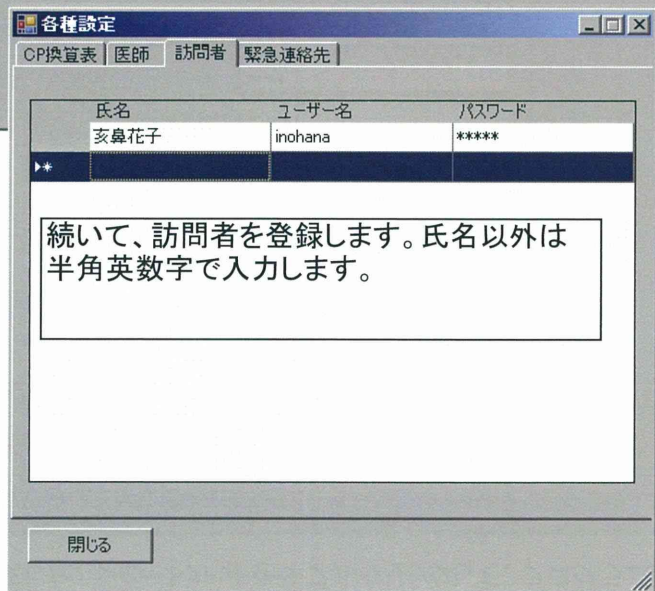 各種設定
CP換算表 医師 訪問者 緊急連絡先
氏名 ユーザー名 パスワード
亥鼻花子 inohana *****
続いて、訪問者を登録します。氏名以外は
半角英数字で入力します。
閉じる